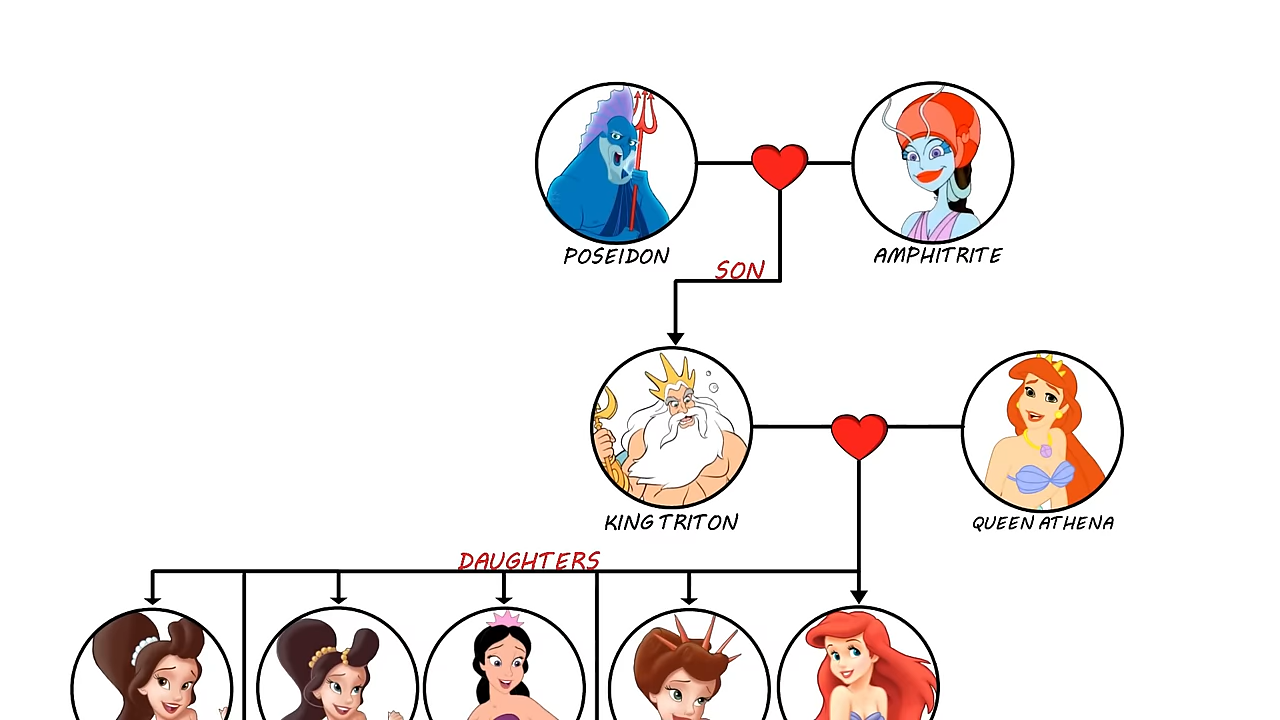 POSEIDON
AMPHITRITE
SON
KING TRITON
QUEEN ATHENA
DAUGHTERS